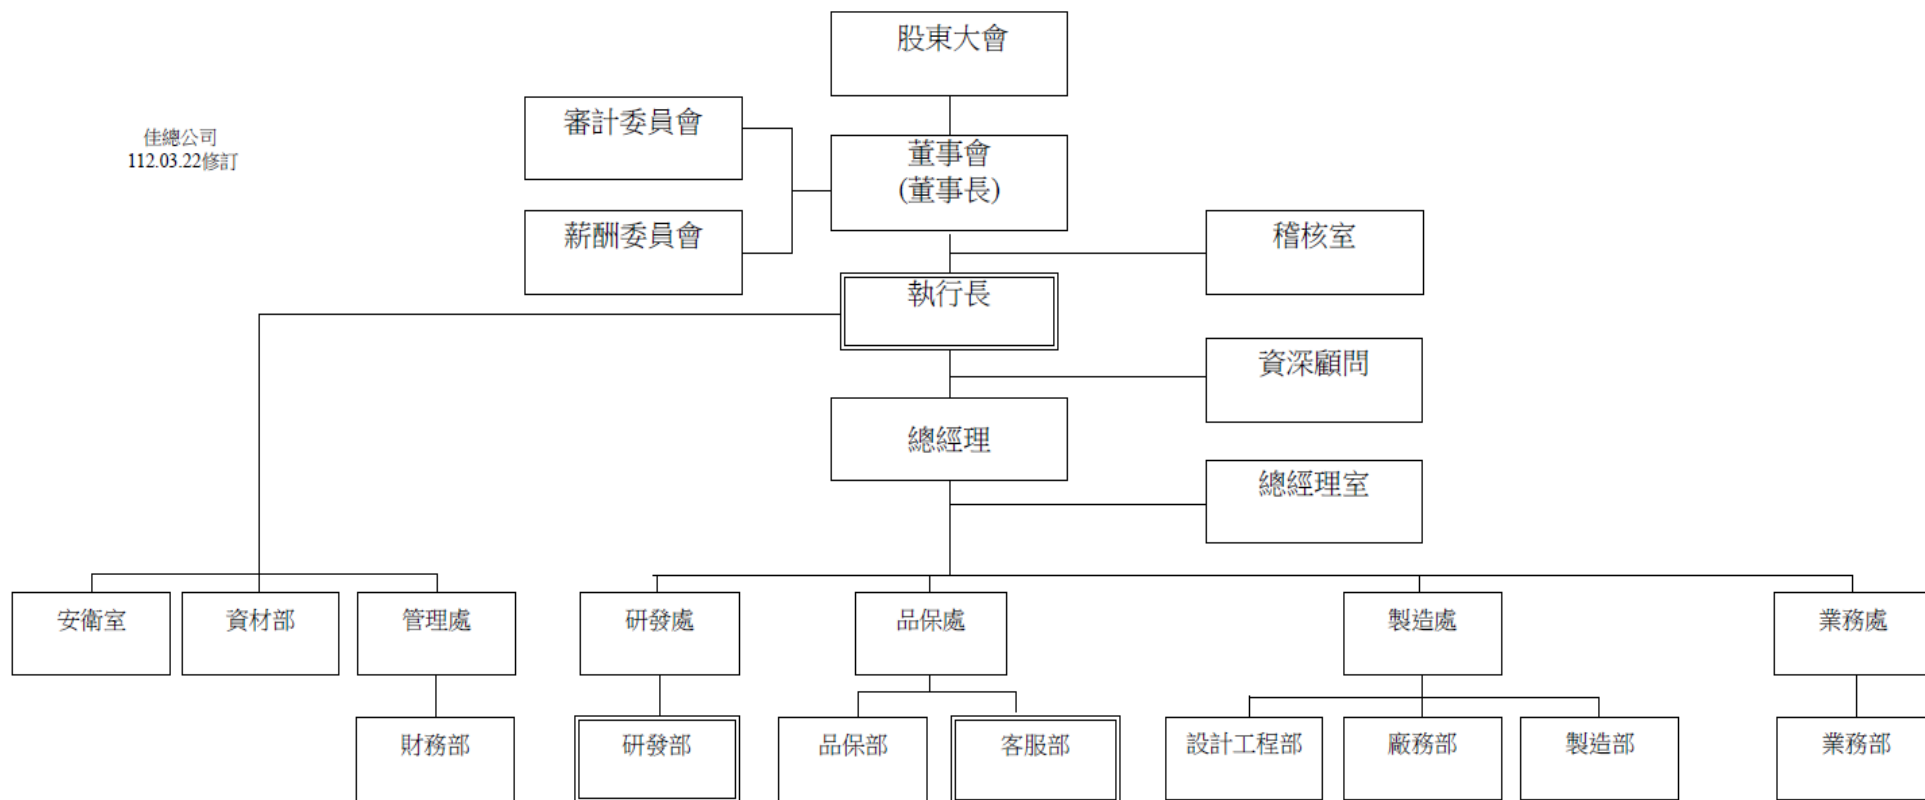 股東大會
審計委員會
佳總公司
112.03.22修訂
董事會
(董事長)
薪酬委員會
稽核室
執行長
資深顧問
總經理
總經理室
安衛室
資材部
管理處
研發處
品保處
製造處
業務處
財務部
研發部
品保部
客服部
設計工程部
廠務部
製造部
業務部